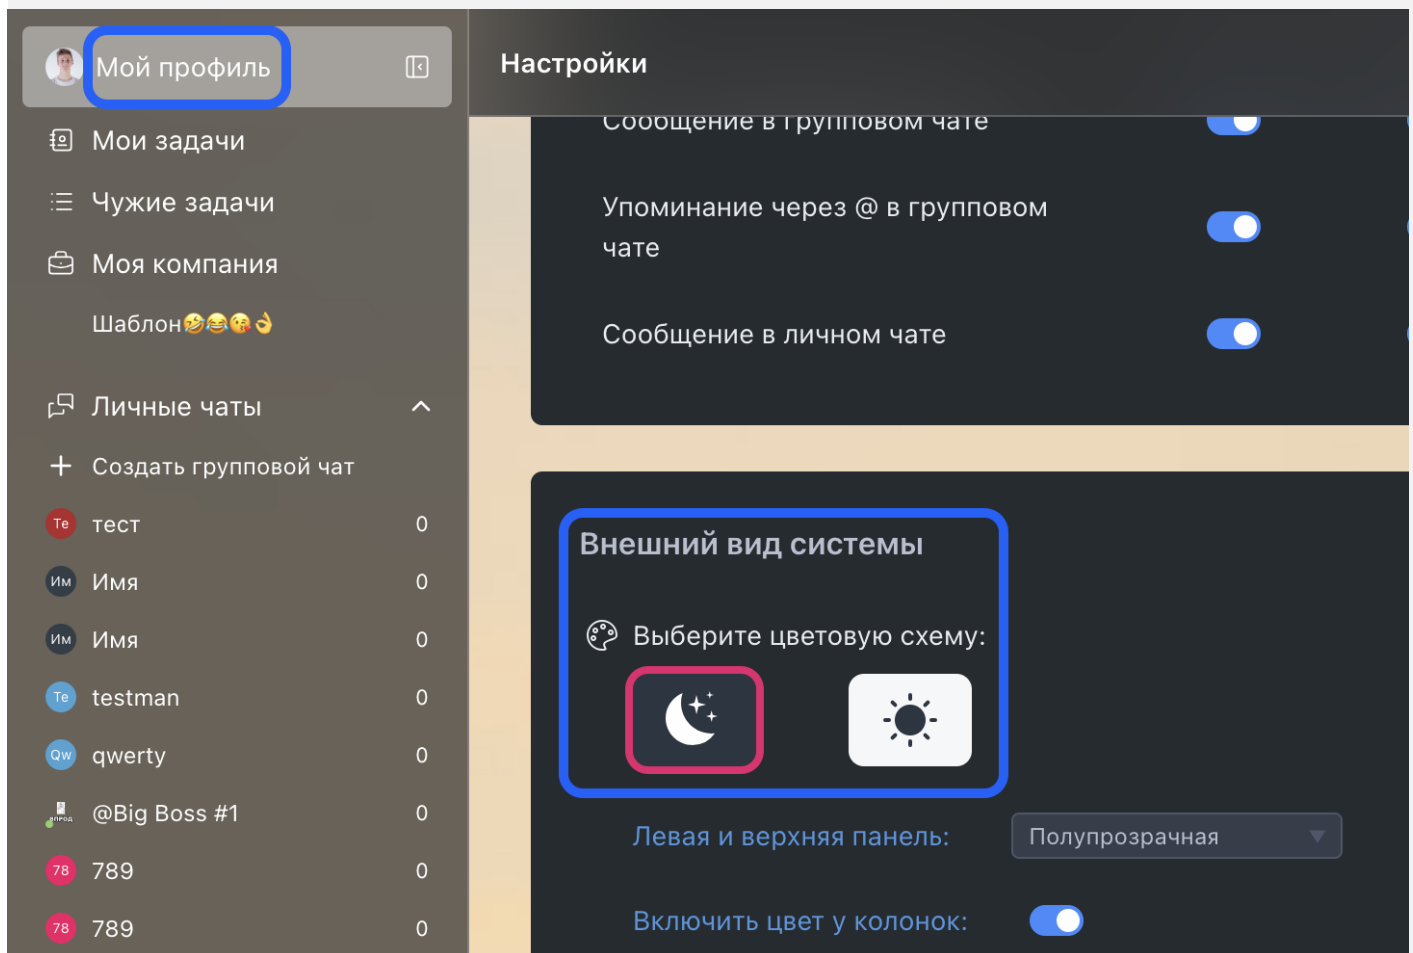 Мой профиль
Мои задачи
Чужие задачи
Моя компания
Шаблон🤣😂😘👌
Личные чаты
Создать групповой чат
Te тест 0
Им Имя 0
Им Имя 0
Te testman 0
Qw qwerty 0
@Big Boss #1 0
78 789 0
78 789 0
Настройки
Сообщение в групповом чате
Упоминание через @ в групповом
чате
Сообщение в личном чате
Внешний вид системы
Выберите цветовую схему:
Левая и верхняя панель: Полупрозрачная
Включить цвет у колонок: